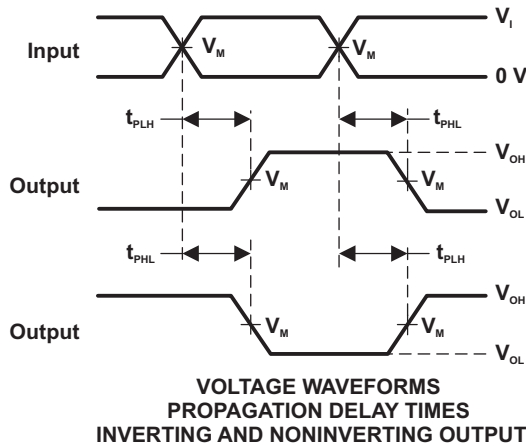 V_I
Input V_M V_M
0 V
t_PLH t_PHL
V_OH
Output V_M V_M
V_OL
t_PHL t_PLH
V_OH
Output V_M V_M
V_OL
VOLTAGE WAVEFORMS
PROPAGATION DELAY TIMES
INVERTING AND NONINVERTING OUTPUT